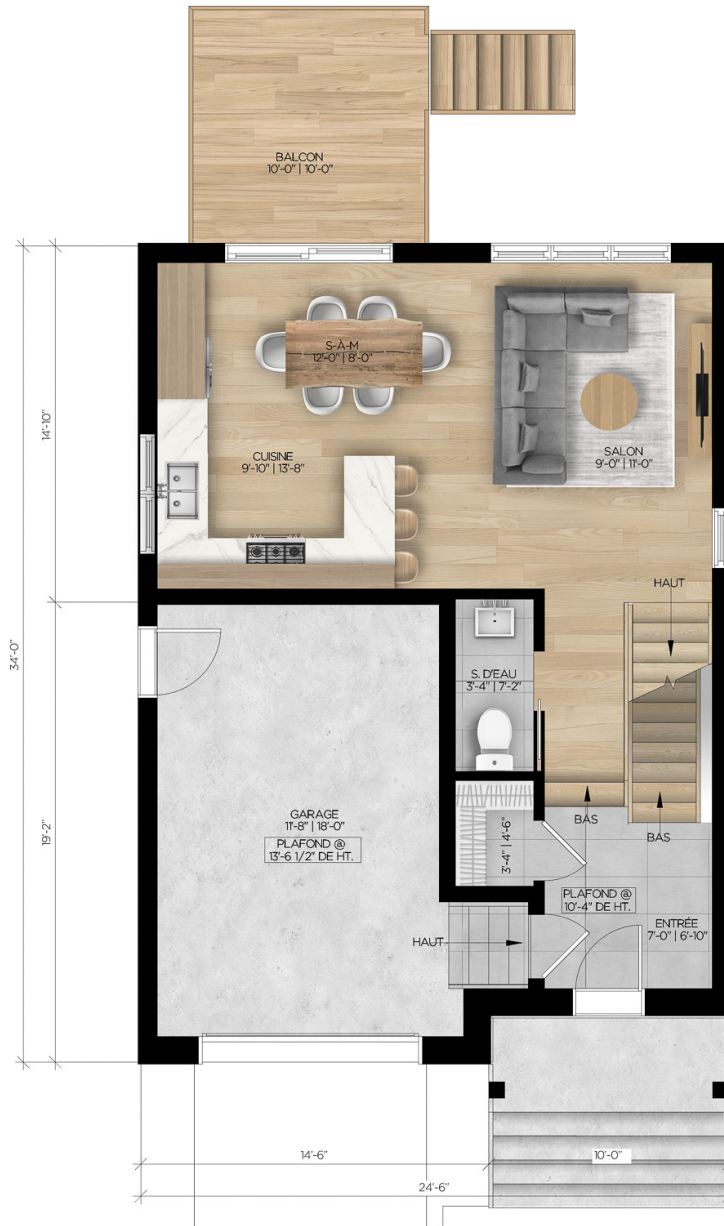 BALCON
10'-0" | 10'-0"
S-À-M
12'-0" | 8'-0"
14'-10"
CUISINE
9'-10" | 13'-8"
SALON
9'-0" | 11'-0"
HAUT
34'-0"
S. D'EAU
3'-4" | 7'-2"
GARAGE
11'-8" | 18'-0"
PLAFOND @
13'-6 1/2" DE HT.
19'-2"
BAS
BAS
3'-4" | 4'-6"
PLAFOND @
10'-4" DE HT.
ENTRÉE
7'-0" | 6'-10"
HAUT
14'-6"
10'-0"
24'-6"